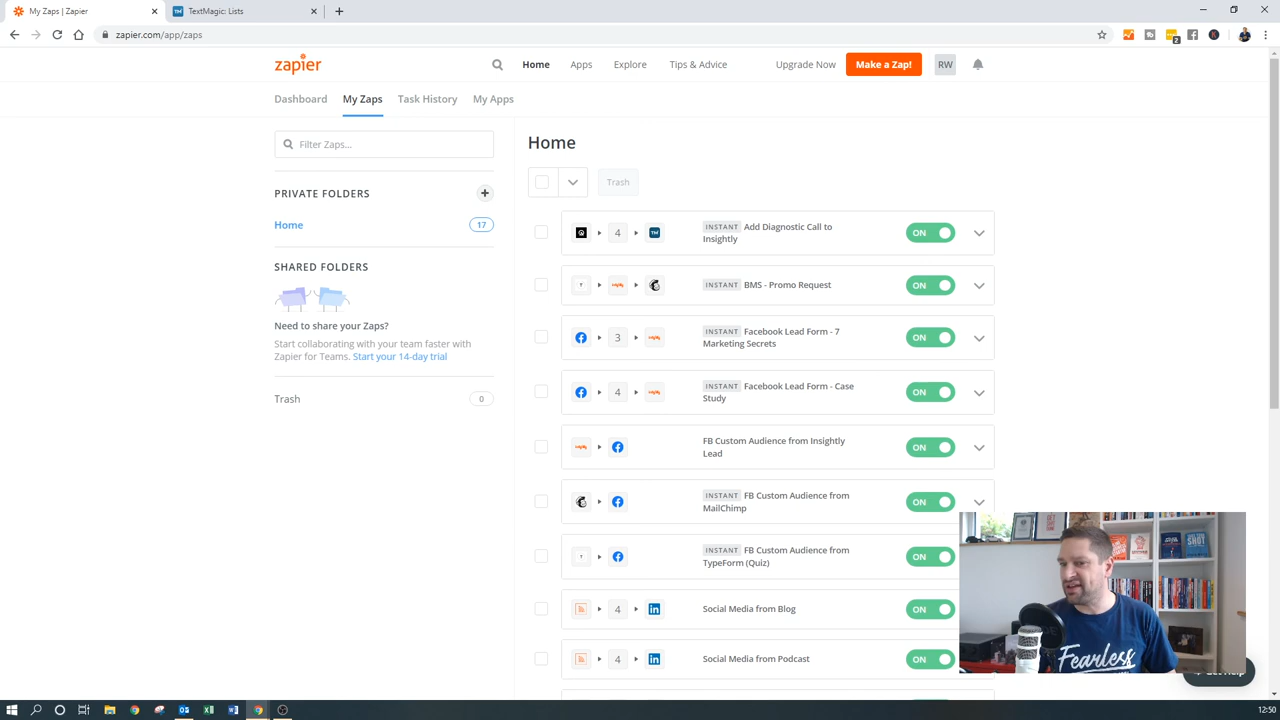 My Zaps | Zapier
TextMagic: Lists
zapier.com/app/zaps
2
zapier
Home
Apps
Explore
Tips & Advice
Upgrade Now
Make a Zap!
RW
Dashboard
My Zaps
Task History
My Apps
Filter Zaps...
PRIVATE FOLDERS
Home
17
SHARED FOLDERS
Need to share your Zaps?
Start collaborating with your team faster with
Zapier for Teams. Start your 14-day trial
Trash
0
Home
Trash
4
TM
INSTANT Add Diagnostic Call to
Insightly
ON
INSTANT BMS - Promo Request
ON
3
INSTANT Facebook Lead Form - 7
Marketing Secrets
ON
4
INSTANT Facebook Lead Form - Case
Study
ON
FB Custom Audience from Insightly
Lead
ON
INSTANT FB Custom Audience from
MailChimp
ON
INSTANT FB Custom Audience from
TypeForm (Quiz)
ON
4
Social Media from Blog
ON
4
Social Media from Podcast
ON
Fearless
Get Help
12:50